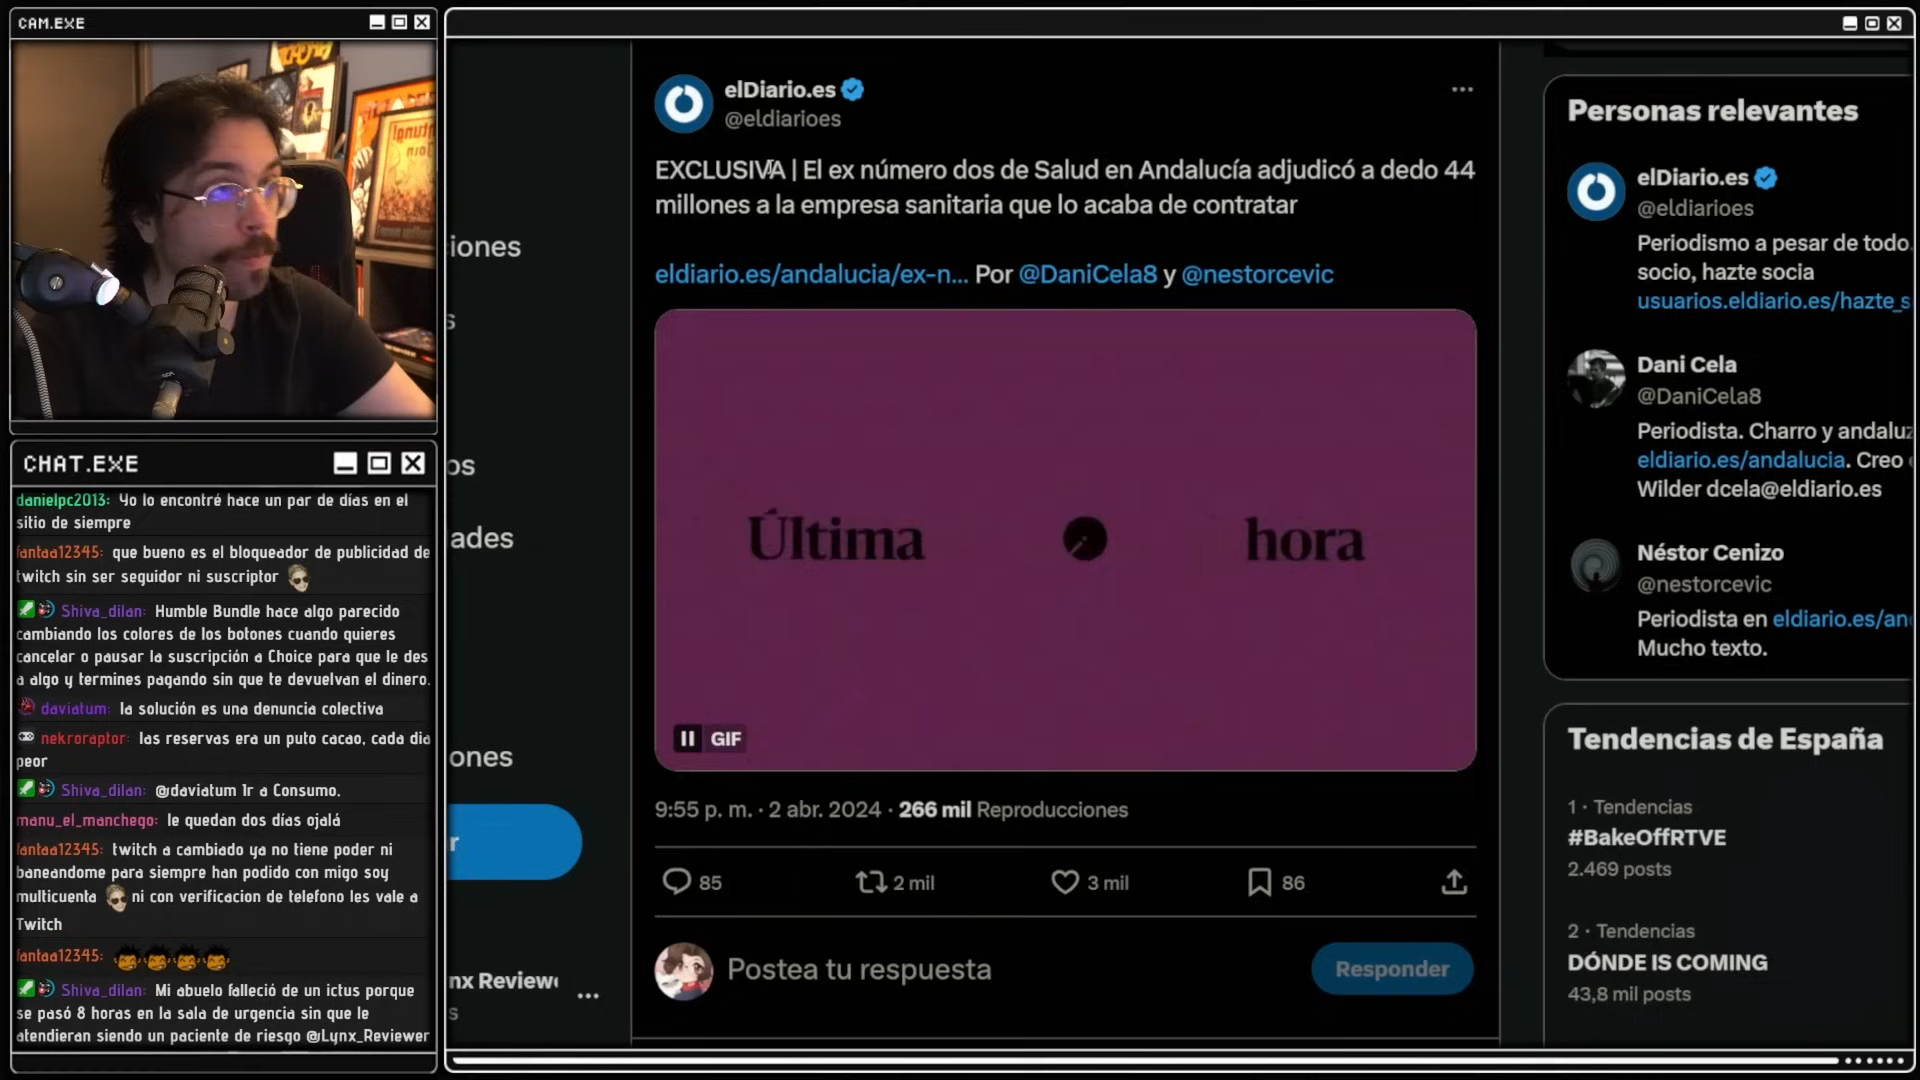 CAM.EXE
CHAT.EXE
danielpc2013: Yo lo encontré hace un par de días en el
sitio de siempre
fantaa12345: que bueno es el bloqueador de publicidad de
twitch sin ser seguidor ni suscriptor
Shiva_dilan: Humble Bundle hace algo parecido
cambiando los colores de los botones cuando quieres
cancelar o pausar la suscripción a Choice para que le des
a algo y termines pagando sin que te devuelvan el dinero.
daviatum: la solución es una denuncia colectiva
nekroraptor: las reservas era un puto cacao, cada dia
peor
Shiva_dilan: @daviatum Ir a Consumo.
manu_el_manchego: le quedan dos días ojalá
fantaa12345: twitch a cambiado ya no tiene poder ni
baneandome para siempre han podido con migo soy
multicuenta ni con verificacion de telefono les vale a
Twitch
fantaa12345:
Shiva_dilan: Mi abuelo falleció de un ictus porque
se pasó 8 horas en la sala de urgencia sin que le
atendieran siendo un paciente de riesgo @Lynx_Reviewer
iones
s
os
ades
ones
r
nx Review
s
elDiario.es
@eldiarioes
EXCLUSIVA | El ex número dos de Salud en Andalucía adjudicó a dedo 44
millones a la empresa sanitaria que lo acaba de contratar
eldiario.es/andalucia/ex-n... Por @DaniCela8 y @nestorcevic
Última hora
GIF
9:55 p. m. · 2 abr. 2024 · 266 mil Reproducciones
85 2 mil 3 mil 86
Postea tu respuesta
Responder
Personas relevantes
elDiario.es
@eldiarioes
Periodismo a pesar de todo.
socio, hazte socia
usuarios.eldiario.es/hazte_s
Dani Cela
@DaniCela8
Periodista. Charro y andaluz
eldiario.es/andalucia. Creo
Wilder dcela@eldiario.es
Néstor Cenizo
@nestorcevic
Periodista en eldiario.es/an
Mucho texto.
Tendencias de España
1 · Tendencias
#BakeOffRTVE
2.469 posts
2 · Tendencias
DÓNDE IS COMING
43,8 mil posts